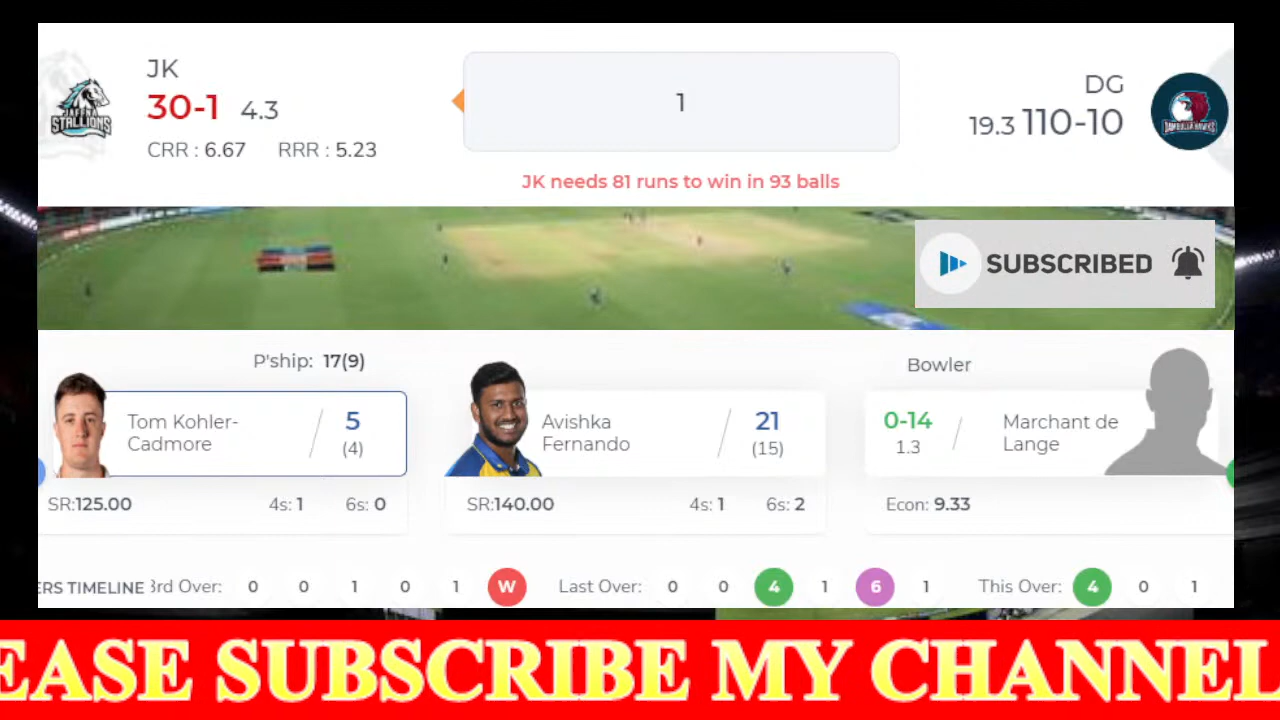 JK
30-1 4.3
CRR : 6.67 RRR : 5.23
JAFFNA
STALLIONS
1
JK needs 81 runs to win in 93 balls
DG
19.3 110-10
DAMBULLA HAWKS
SUBSCRIBED
P'ship: 17(9)
Tom Kohler-
Cadmore
5
(4)
SR:125.00 4s: 1 6s: 0
Avishka
Fernando
21
(15)
SR:140.00 4s: 1 6s: 2
Bowler
0-14
1.3
Marchant de
Lange
Econ: 9.33
ERS TIMELINE 3rd Over: 0 0 1 0 1 W Last Over: 0 0 4 1 6 1 This Over: 4 0 1
EASE SUBSCRIBE MY CHANNEL